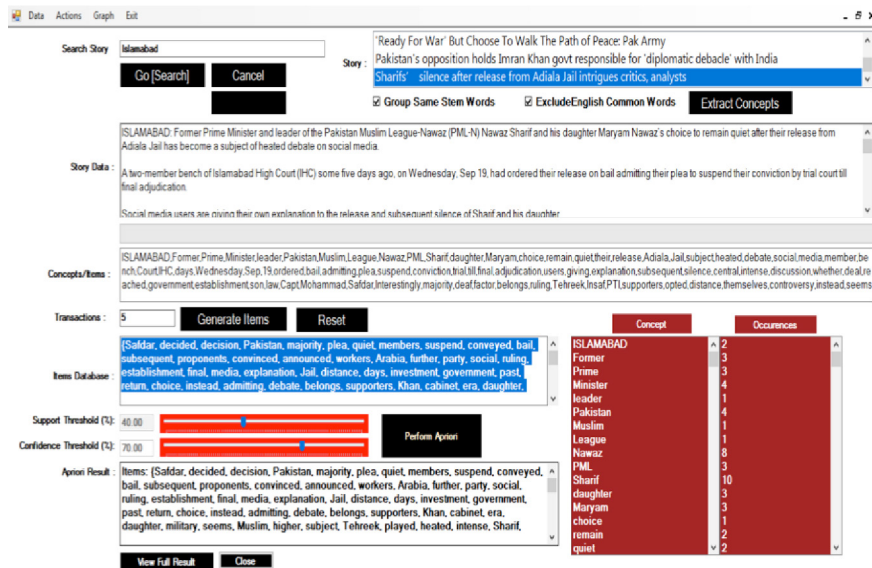 Data Actions Graph Exit
Search Story
Islamabad
Go [Search]
Cancel
Story :
'Ready For War' But Choose To Walk The Path of Peace: Pak Army
Pakistan's opposition holds Imran Khan govt responsible for 'diplomatic debacle' with India
Sharifs' silence after release from Adiala Jail intrigues critics, analysts
Group Same Stem Words
ExcludeEnglish Common Words
Extract Concepts
Story Data :
ISLAMABAD: Former Prime Minister and leader of the Pakistan Muslim League-Nawaz (PML-N) Nawaz Sharif and his daughter Maryam Nawaz's choice to remain quiet after their release from
Adiala Jail has become a subject of heated debate on social media.
A two-member bench of Islamabad High Court (IHC) some five days ago, on Wednesday, Sep 19, had ordered their release on bail admitting their plea to suspend their conviction by trial court till
final adjudication.
Social media users are giving their own explanation to the release and subsequent silence of Sharif and his daughter
Concepts/Items :
ISLAMABAD,Former,Prime,Minister,leader,Pakistan,Muslim,League,Nawaz,PML,Sharif,daughter,Maryam,choice,remain,quiet,their,release,Adiala,Jail,subject,heated,debate,social,media,member,be
nch,Court,IHC,days,Wednesday,Sep,19,ordered,bail,admitting,plea,suspend,conviction,trial,till,final,adjudication,users,giving,explanation,subsequent,silence,central,intense,discussion,whether,deal,re
ached,government,establishment,son,law,Capt,Mohammad,Safdar,Interestingly,majority,deaf,factor,belongs,ruling,Tehreek,Insaf,PTI,supporters,opted,distance,themselves,controversy,instead,seems
Transactions :
5
Generate Items
Reset
Items Database :
{Safdar, decided, decision, Pakistan, majority, plea, quiet, members, suspend, conveyed, bail,
subsequent, proponents, convinced, announced, workers, Arabia, further, party, social, ruling,
establishment, final, media, explanation, Jail, distance, days, investment, government, past,
return, choice, instead, admitting, debate, belongs, supporters, Khan, cabinet, era, daughter,
Support Threshold (%):
40.00
Confidence Threshold (%):
70.00
Perform Apriori
Apriori Result :
Items: {Safdar, decided, decision, Pakistan, majority, plea, quiet, members, suspend, conveyed,
bail, subsequent, proponents, convinced, announced, workers, Arabia, further, party, social,
ruling, establishment, final, media, explanation, Jail, distance, days, investment, government,
past, return, choice, instead, admitting, debate, belongs, supporters, Khan, cabinet, era,
daughter, military, seems, Muslim, higher, subject, Tehreek, played, heated, intense, Sharif,
View Full Result
Close
Concept Occurences
ISLAMABAD 2
Former 3
Prime 3
Minister 4
leader 1
Pakistan 4
Muslim 1
League 1
Nawaz 8
PML 3
Sharif 10
daughter 3
Maryam 3
choice 1
remain 2
quiet 2